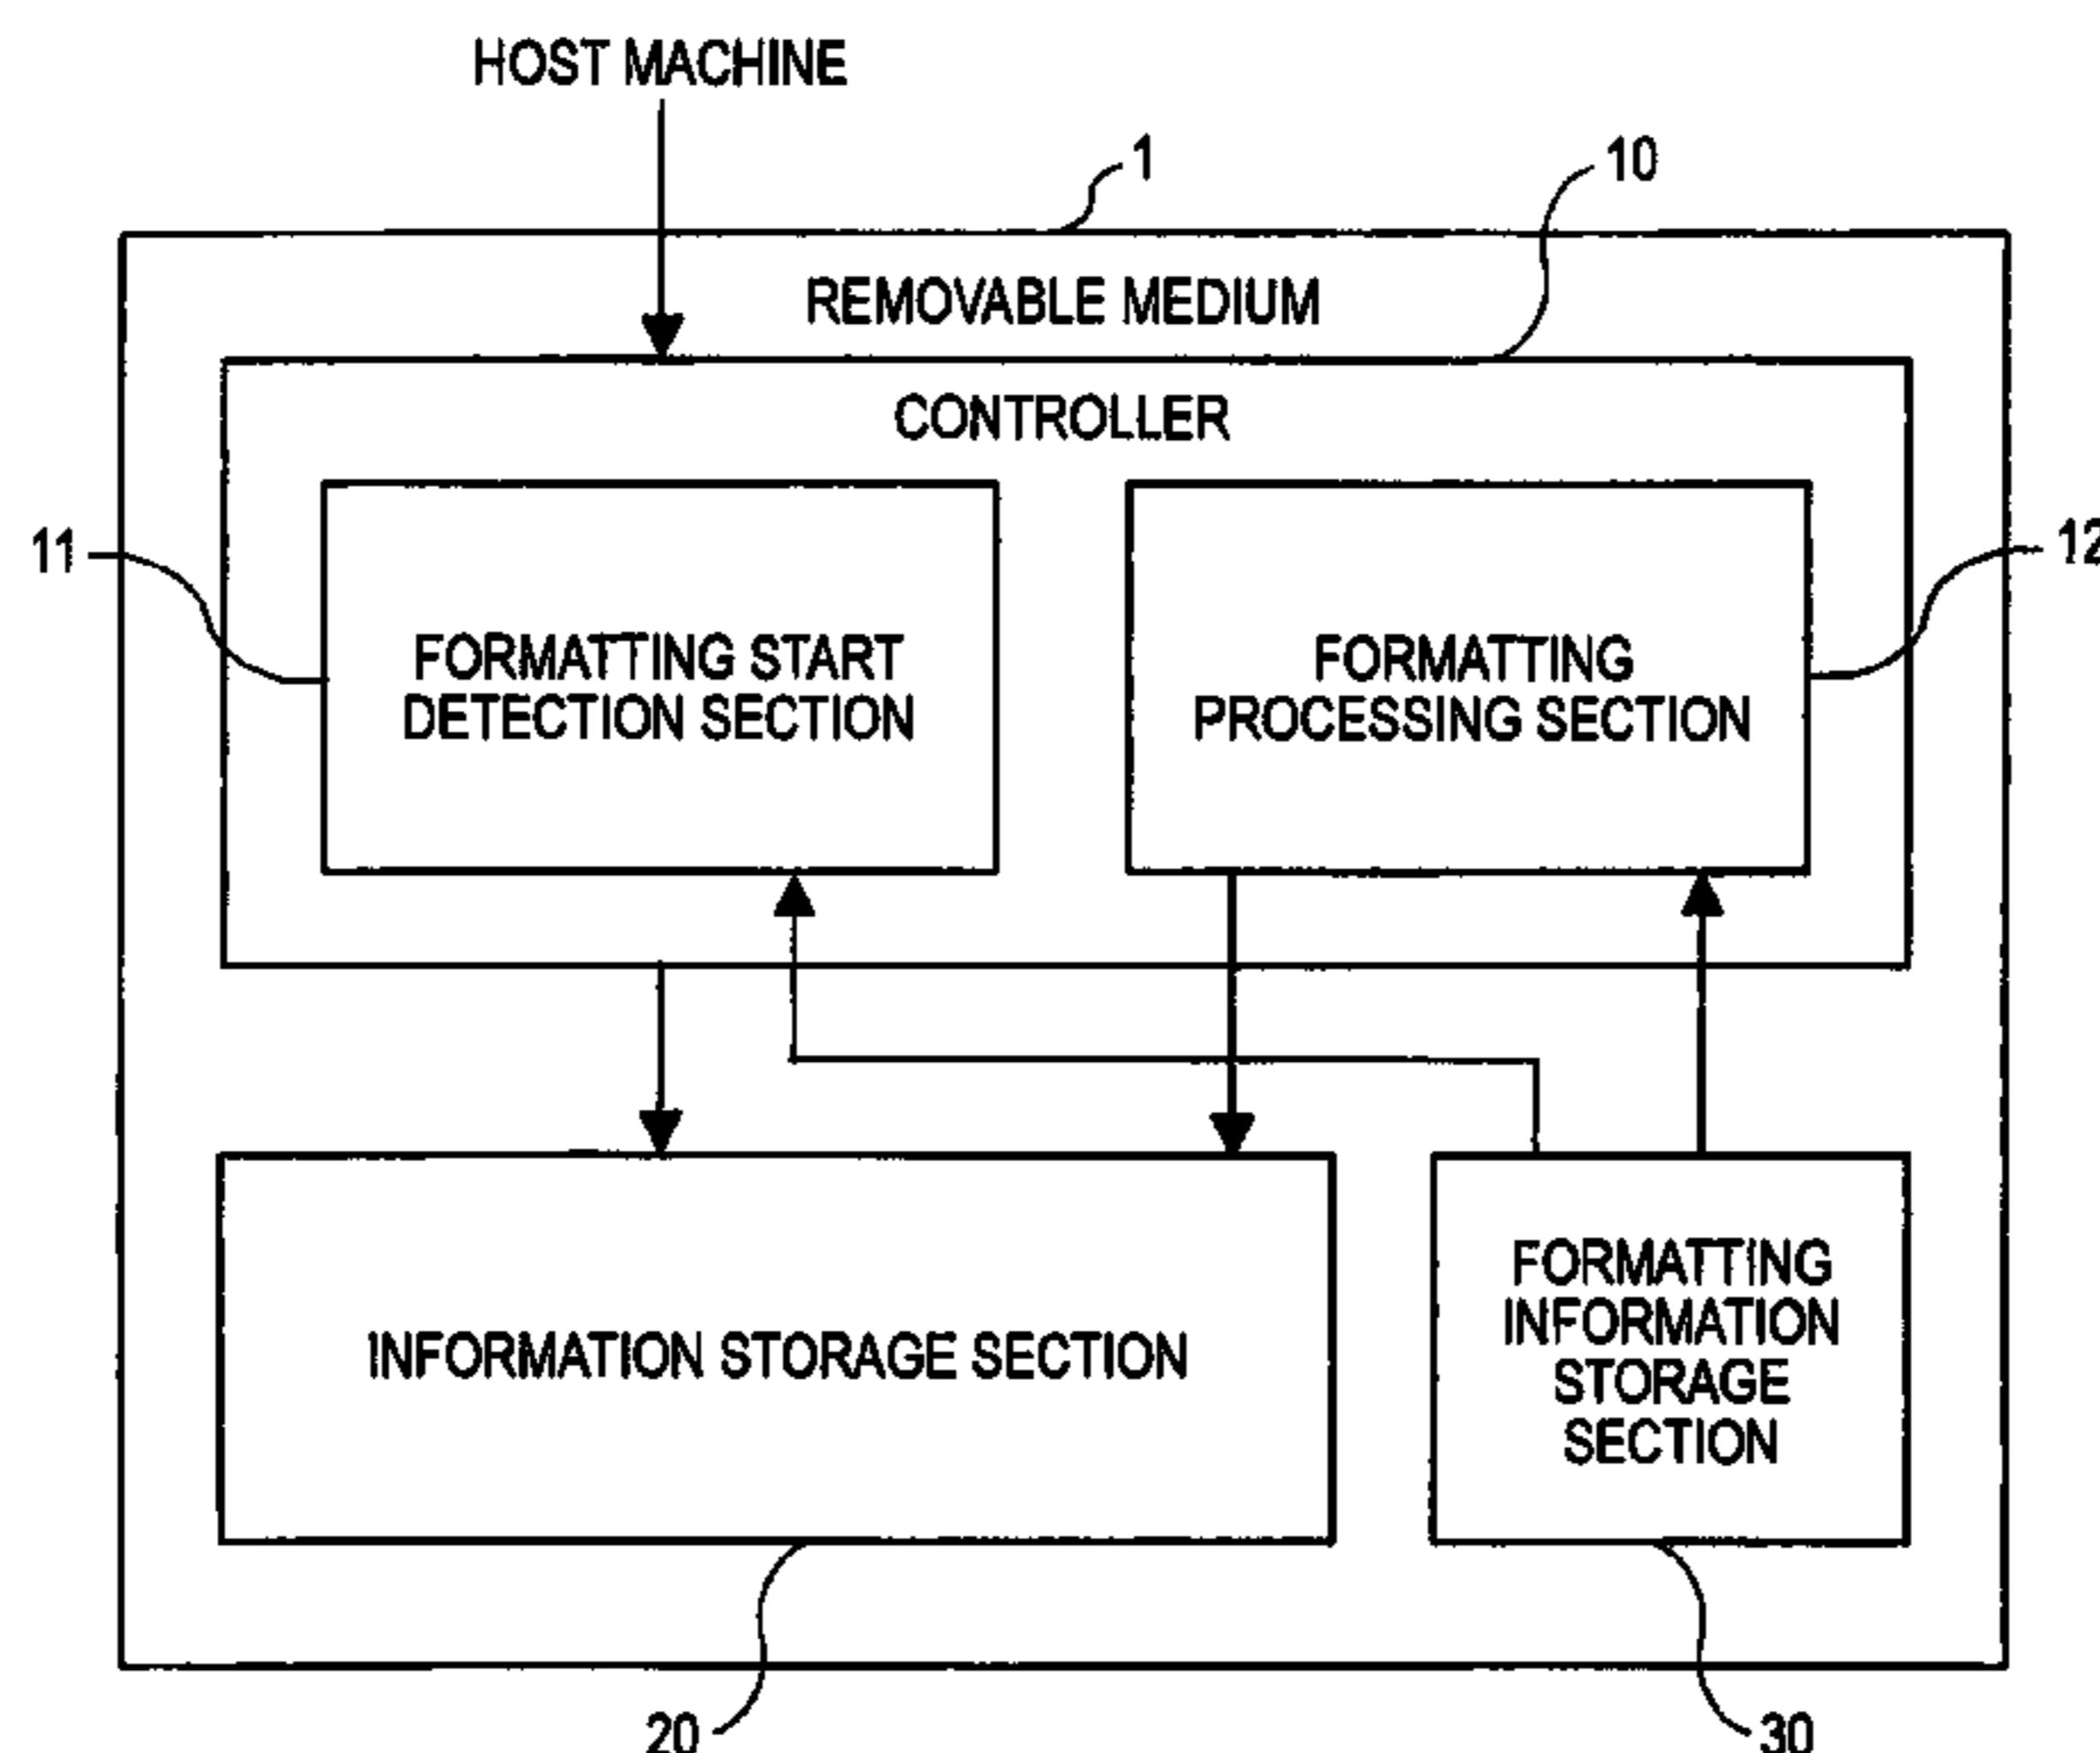 HOST MACHINE
1
10
REMOVABLE MEDIUM
CONTROLLER
11
12
FORMATTING START
DETECTION SECTION
FORMATTING
PROCESSING SECTION
INFORMATION STORAGE SECTION
FORMATTING
INFORMATION
STORAGE
SECTION
20
30